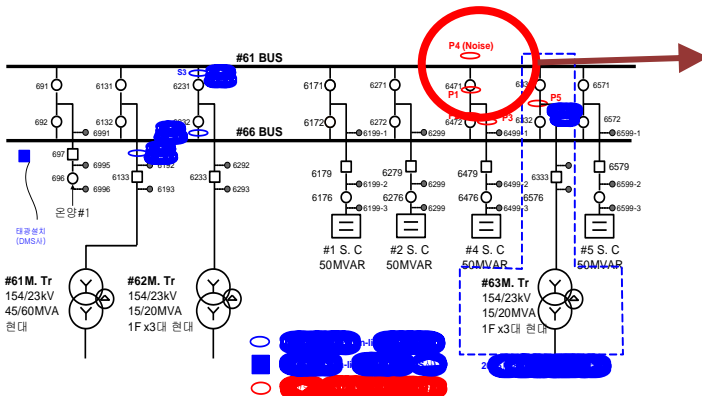 P4 (Noise)
#61 BUS
S3
691
6131
6231
6171
6271
6471
P1
P5
6571
692
6132
6172
6272
6472
P3
6332
6572
#66 BUS
6991
6199-1
6299
6499-1
6599-1
697
6995
6133
6192
6193
6233
6292
6293
6179
6279
6479
6333
6579
696
6996
6199-2
6299
6499-2
6599-2
6176
6276
6476
6576
6199-3
6299
6499-3
6599-3
온양#1
태광설치
(DMS사)
#1 S. C
50MVAR
#2 S. C
50MVAR
#4 S. C
50MVAR
#5 S. C
50MVAR
#61M. Tr
154/23kV
45/60MVA
현대
#62M. Tr
154/23kV
15/20MVA
1F x3대 현대
#63M. Tr
154/23kV
15/20MVA
1F x3대 현대